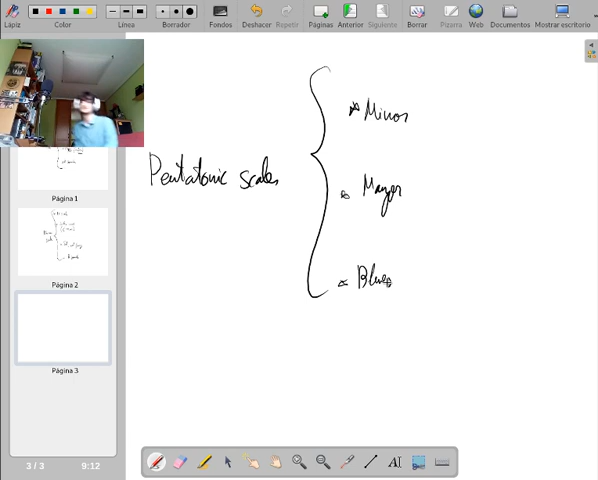 Lápiz
Color
Línea
Borrador
Fondos
Deshacer
Repetir
Páginas
Anterior
Siguiente
Borrar
Pizarra
Web
Documentos
Mostrar escritorio
Pentatonic scales
Minor
Mayor
Blues
Página 1
Página 2
Página 3
3 / 3
9:12
AI